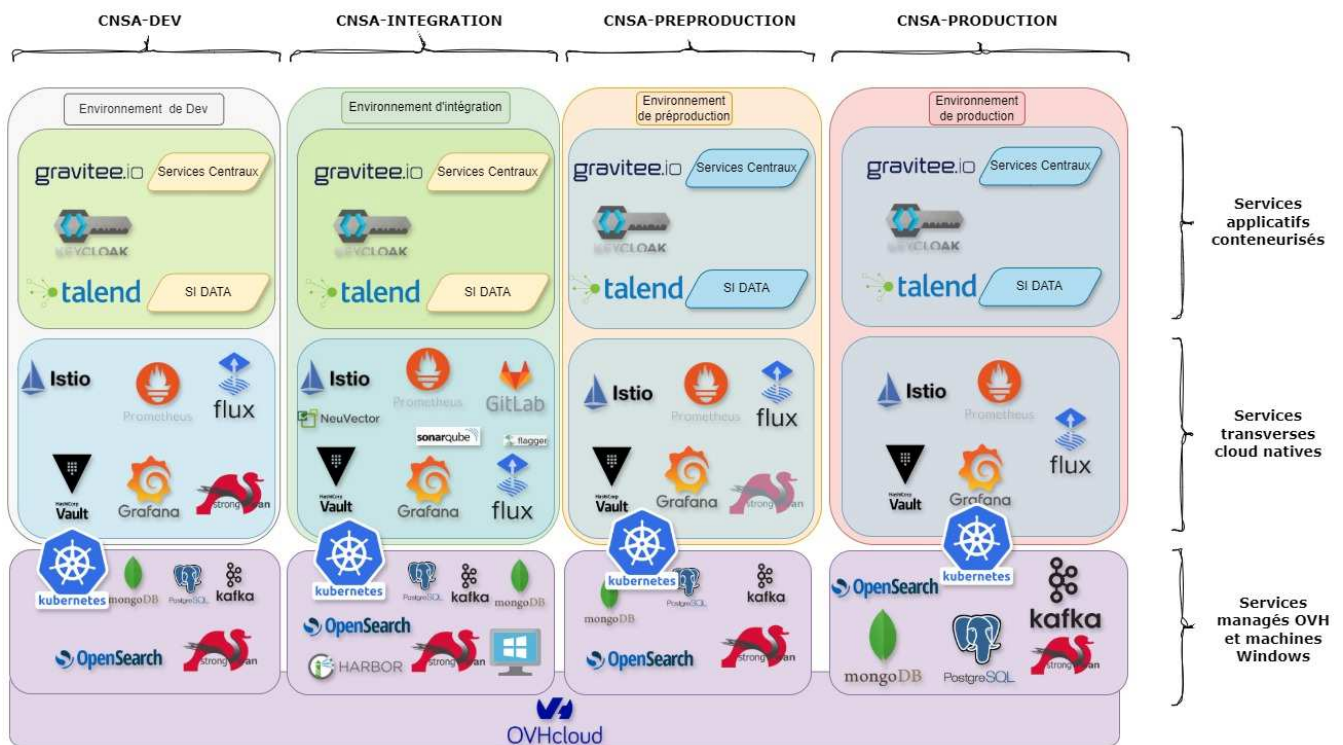 CNSA-DEV
CNSA-INTEGRATION
CNSA-PREPRODUCTION
CNSA-PRODUCTION
Environnement de Dev
gravitee.io
Services Centraux
KEYCLOAK
talend
SI DATA
Istio
Prometheus
flux
HashiCorp
Vault
Grafana
strongSwan
kubernetes
mongoDB
PostgreSQL
kafka
OpenSearch
strongSwan
Environnement d'intégration
gravitee.io
Services Centraux
KEYCLOAK
talend
SI DATA
Istio
Prometheus
GitLab
NeuVector
sonarqube
flagger
HashiCorp
Vault
Grafana
flux
kubernetes
PostgreSQL
kafka
mongoDB
OpenSearch
HARBOR
strongSwan
Environnement
de préproduction
gravitee.io
Services Centraux
KEYCLOAK
talend
SI DATA
Istio
Prometheus
flux
HashiCorp
Vault
Grafana
strongSwan
kubernetes
mongoDB
PostgreSQL
kafka
OpenSearch
strongSwan
Environnement
de production
gravitee.io
Services Centraux
KEYCLOAK
talend
SI DATA
Istio
Prometheus
flux
HashiCorp
Vault
Grafana
kubernetes
OpenSearch
kafka
mongoDB
PostgreSQL
strongSwan
Services
applicatifs
conteneurisés
Services
transverses
cloud natives
Services
managés OVH
et machines
Windows
OVHcloud